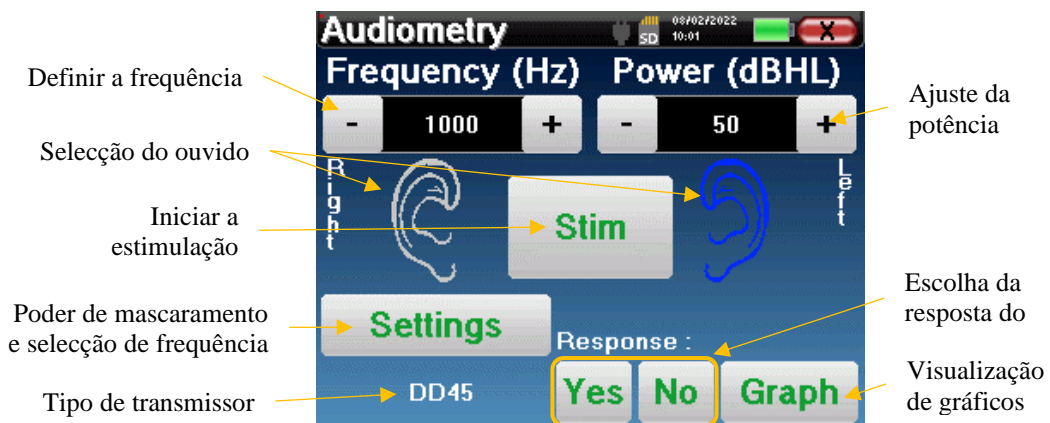 Audiometry
SD
08/02/2022
10:01
X
Frequency (Hz)
Power (dBHL)
-
1000
+
-
50
+
Right
Left
Stim
Settings
Response :
DD45
Yes
No
Graph
Definir a frequência
Selecção do ouvido
Iniciar a
estimulação
Poder de mascaramento
e selecção de frequência
Tipo de transmissor
Ajuste da
potência
Escolha da
resposta do
Visualização
de gráficos